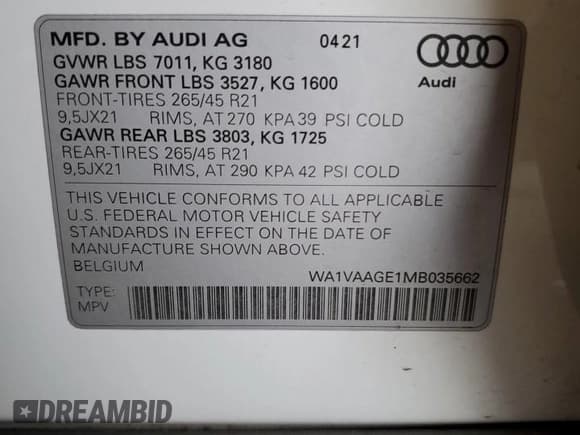 MFD. BY AUDI AG 0421
GVWR LBS 7011, KG 3180
GAWR FRONT LBS 3527, KG 1600
FRONT-TIRES 265/45 R21
9,5JX21 RIMS, AT 270 KPA 39 PSI COLD
GAWR REAR LBS 3803, KG 1725
REAR-TIRES 265/45 R21
9,5JX21 RIMS, AT 290 KPA 42 PSI COLD
Audi
THIS VEHICLE CONFORMS TO ALL APPLICABLE
U.S. FEDERAL MOTOR VEHICLE SAFETY
STANDARDS IN EFFECT ON THE DATE OF
MANUFACTURE SHOWN ABOVE.
BELGIUM
WA1VAAGE1MB035662
TYPE:
MPV
DREAMBID